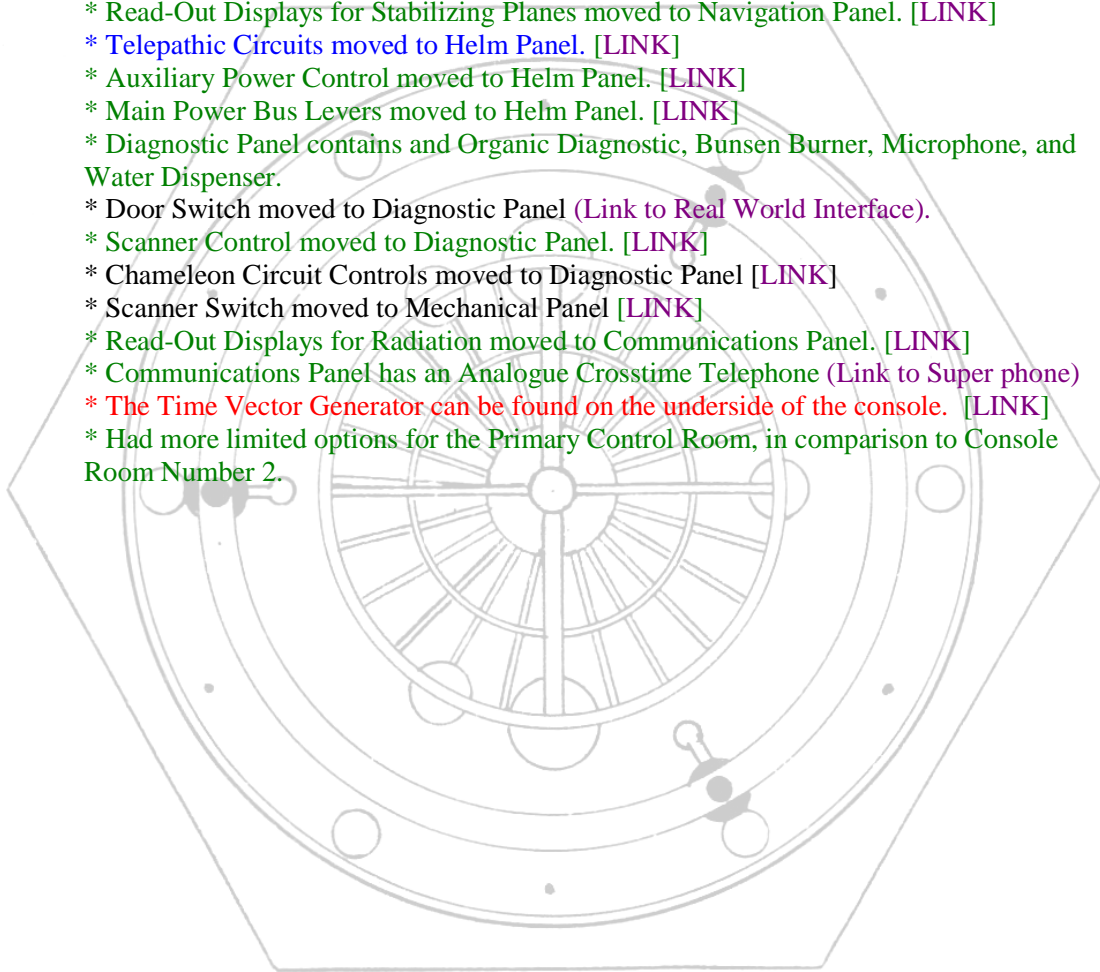 * Read-Out Displays for Stabilizing Planes moved to Navigation Panel. [LINK]
* Telepathic Circuits moved to Helm Panel. [LINK]
* Auxiliary Power Control moved to Helm Panel. [LINK]
* Main Power Bus Levers moved to Helm Panel. [LINK]
* Diagnostic Panel contains and Organic Diagnostic, Bunsen Burner, Microphone, and
Water Dispenser.
* Door Switch moved to Diagnostic Panel (Link to Real World Interface).
* Scanner Control moved to Diagnostic Panel. [LINK]
* Chameleon Circuit Controls moved to Diagnostic Panel [LINK]
* Scanner Switch moved to Mechanical Panel [LINK]
* Read-Out Displays for Radiation moved to Communications Panel. [LINK]
* Communications Panel has an Analogue Crosstime Telephone (Link to Super phone)
* The Time Vector Generator can be found on the underside of the console.  [LINK]
* Had more limited options for the Primary Control Room, in comparison to Console
Room Number 2.